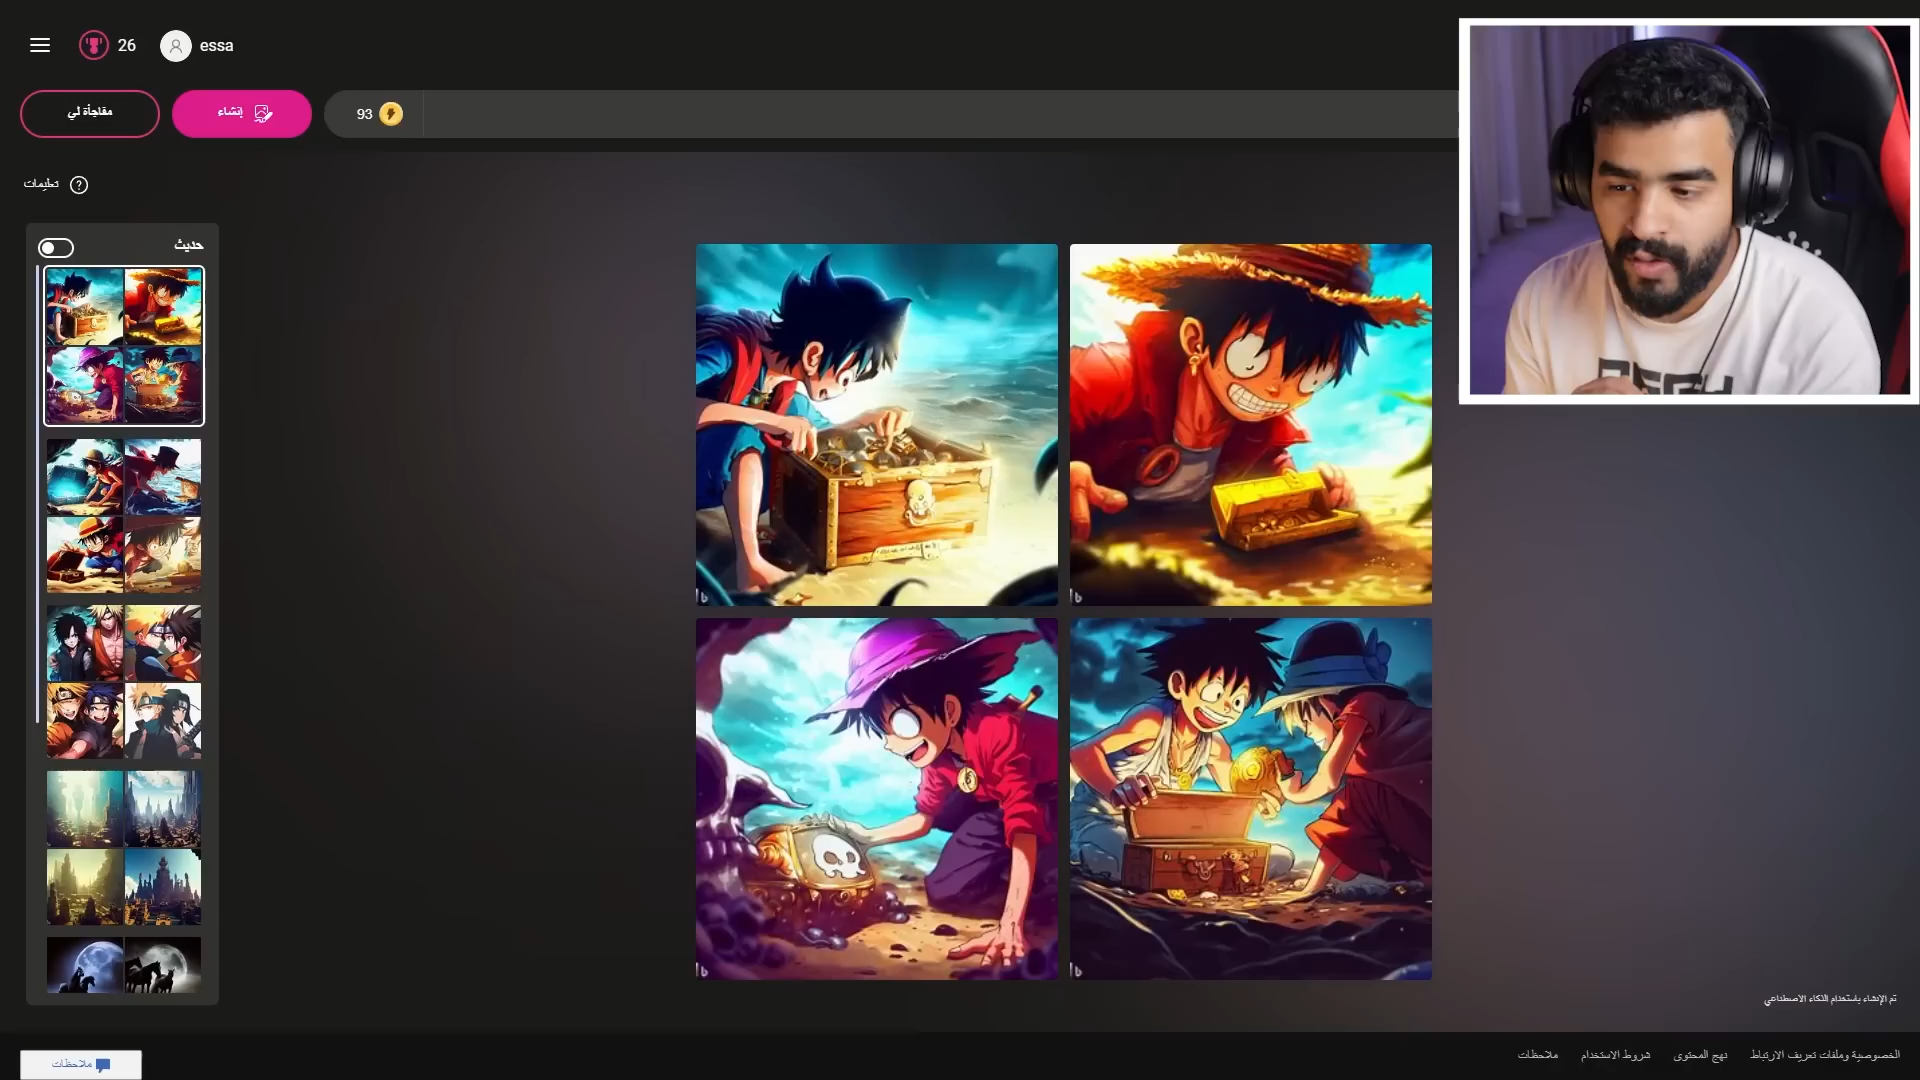 26
essa
مفاجأة لي
إنشاء
93
تعليمات
حديث
تم الإنشاء باستخدام الذكاء الاصطناعي
ملاحظات
الخصوصية وملفات تعريف الارتباط
نهج المحتوى
شروط الاستخدام
ملاحظات